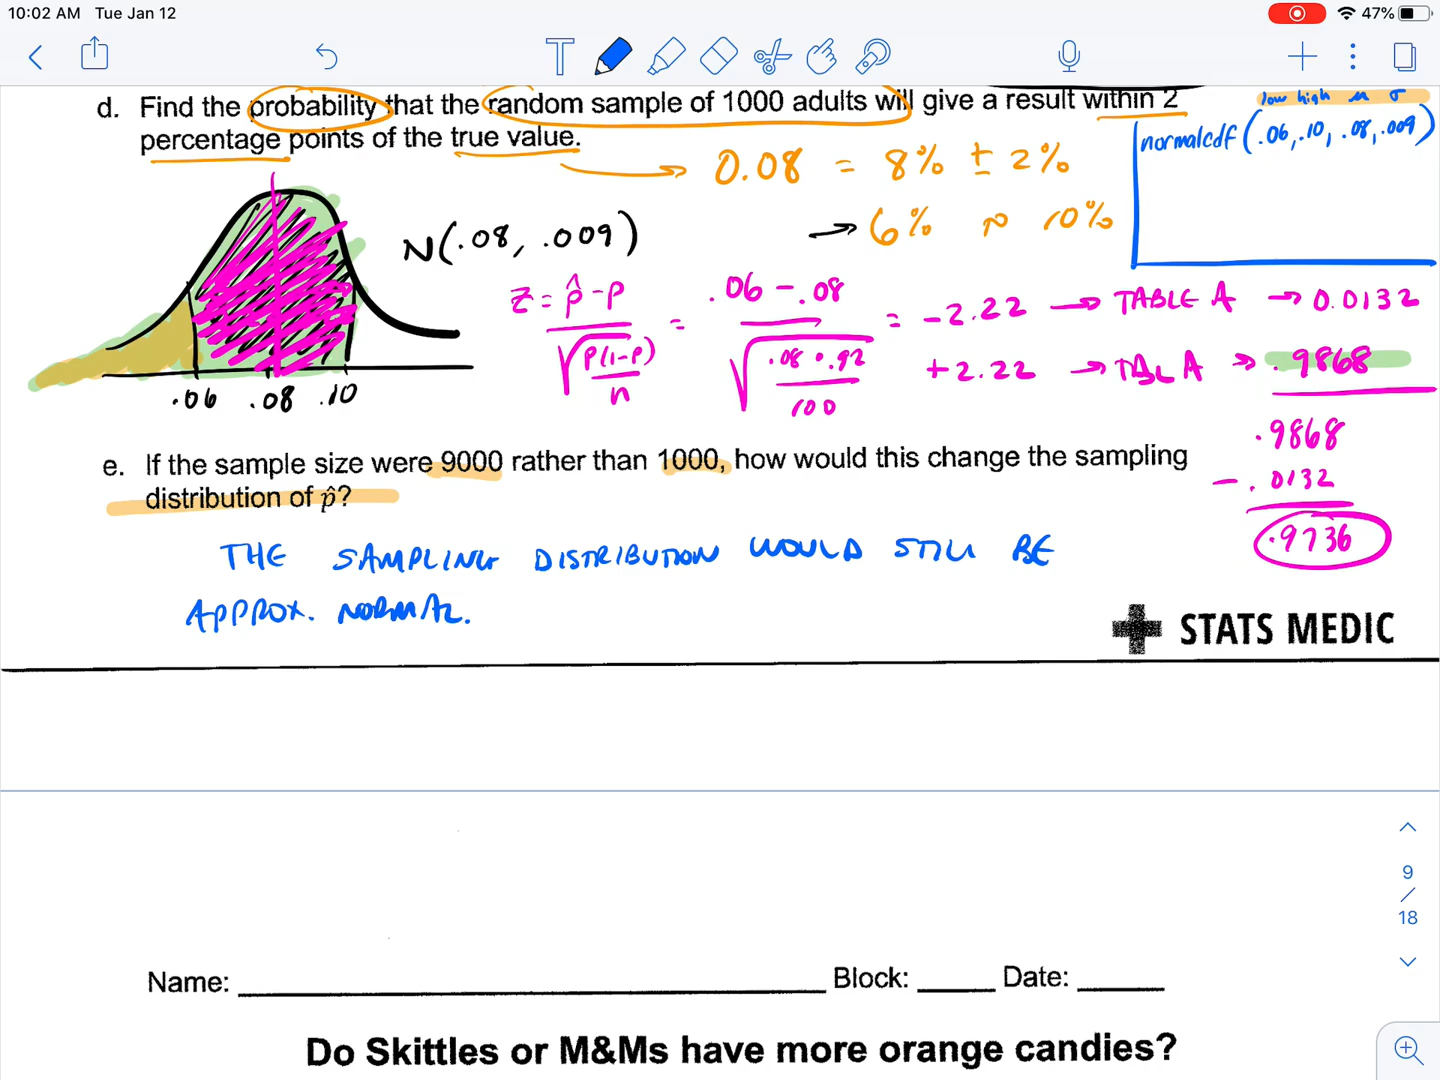 10:02 AM Tue Jan 12 47%
d. Find the probability that the random sample of 1000 adults will give a result within 2
percentage points of the true value.
low high m σ
normalcdf (.06, .10, .08, .009)
0.08 = 8% ± 2%
→ 6% ~ 10%
N(.08, .009)
z = p̂ - p / √(p(1-p)/n) = .06 - .08 / √(.08 • .92 / 100) = -2.22 → TABLE A → 0.0132
+2.22 → TABL A → .9868
.06 .08 .10
.9868
- .0132
.9736
e. If the sample size were 9000 rather than 1000, how would this change the sampling
distribution of p̂?
THE SAMPLING DISTRIBUTION WOULD STILL BE
APPROX. NORMAL.
STATS MEDIC
9
/
18
Name: Block: Date:
Do Skittles or M&Ms have more orange candies?